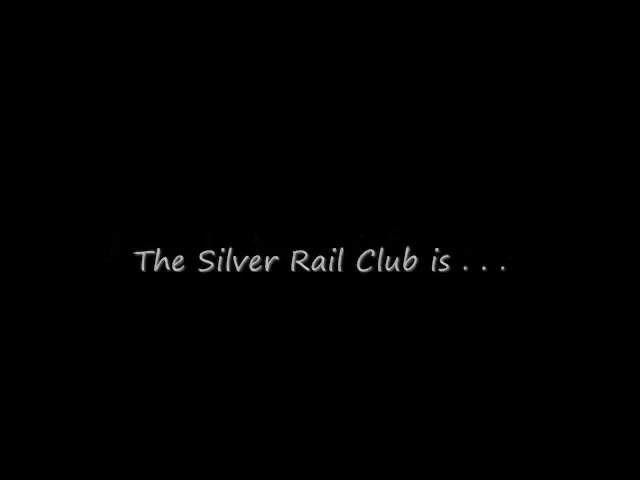 The Silver Rail Club is . . .